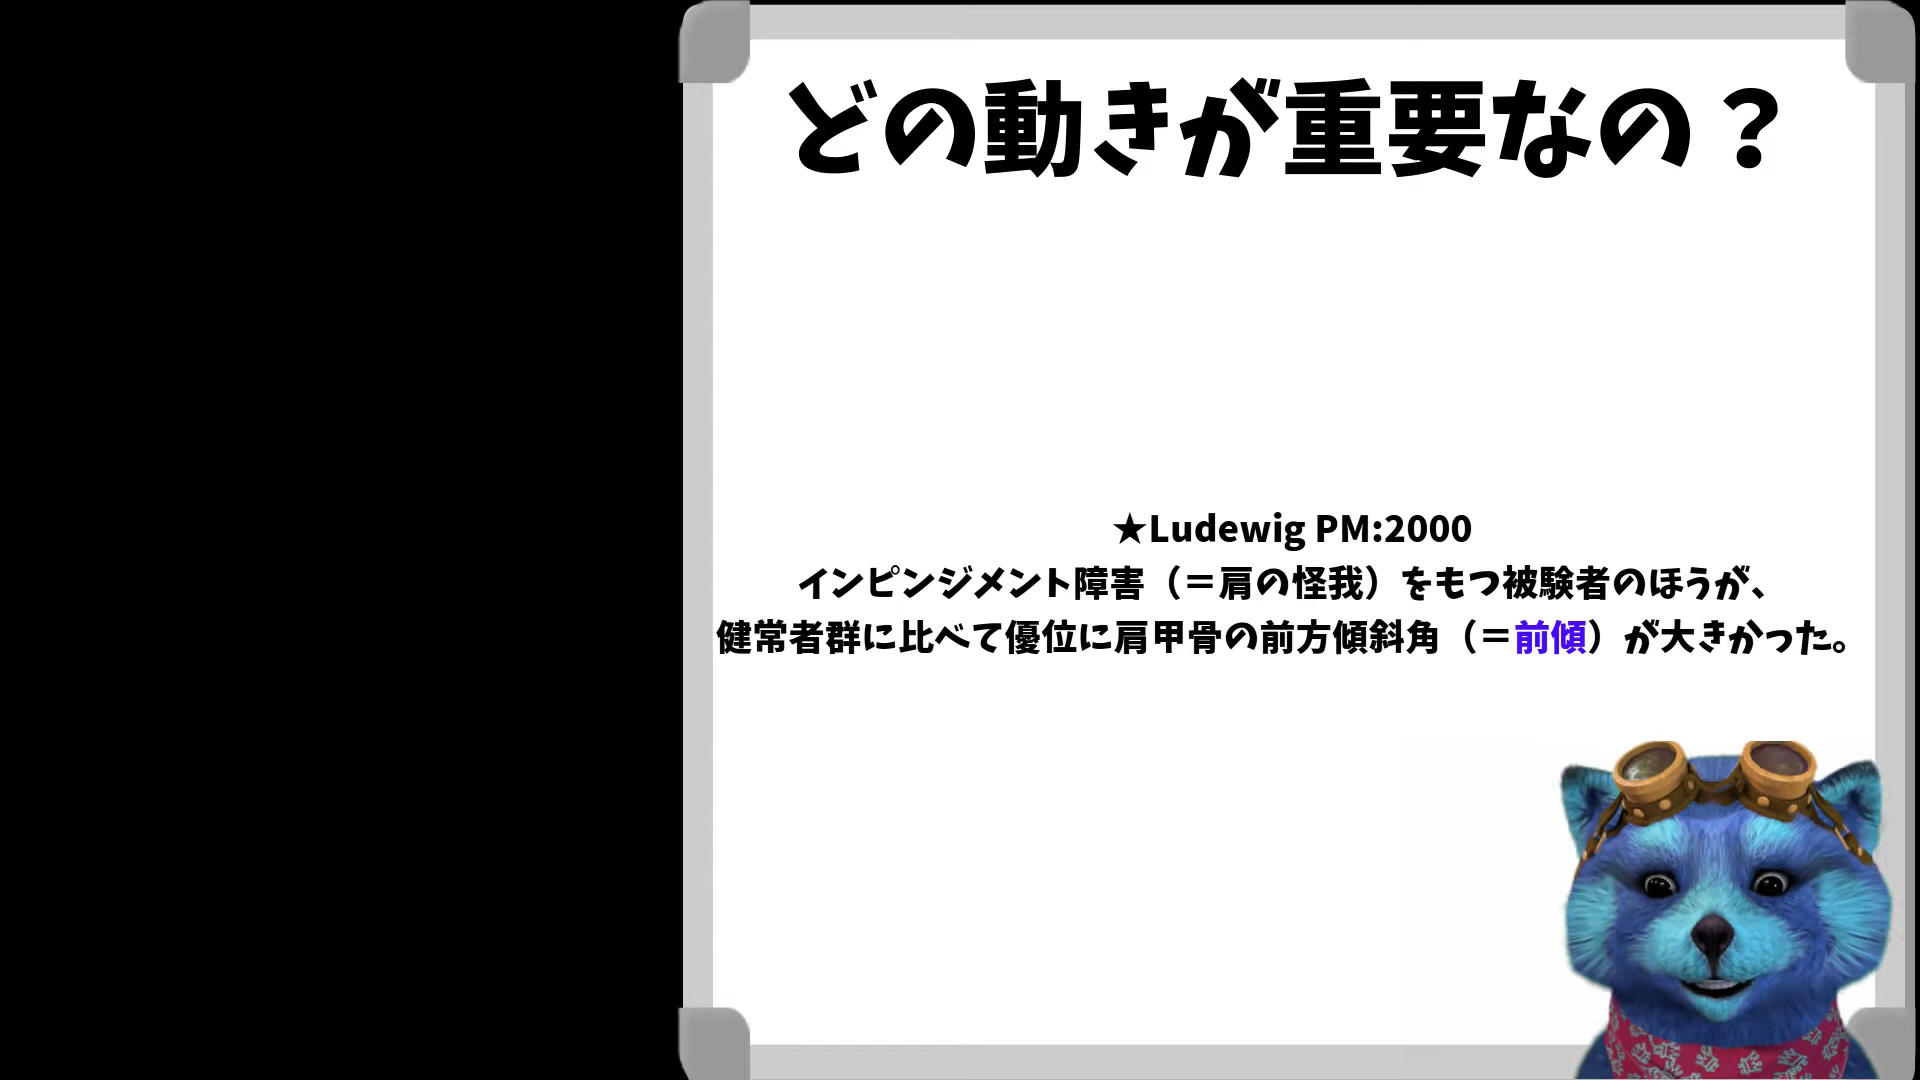 どの動きが重要なの？
★Ludewig PM:2000
インピンジメント障害（＝肩の怪我）をもつ被験者のほうが、
健常者群に比べて優位に肩甲骨の前方傾斜角（＝前傾）が大きかった。